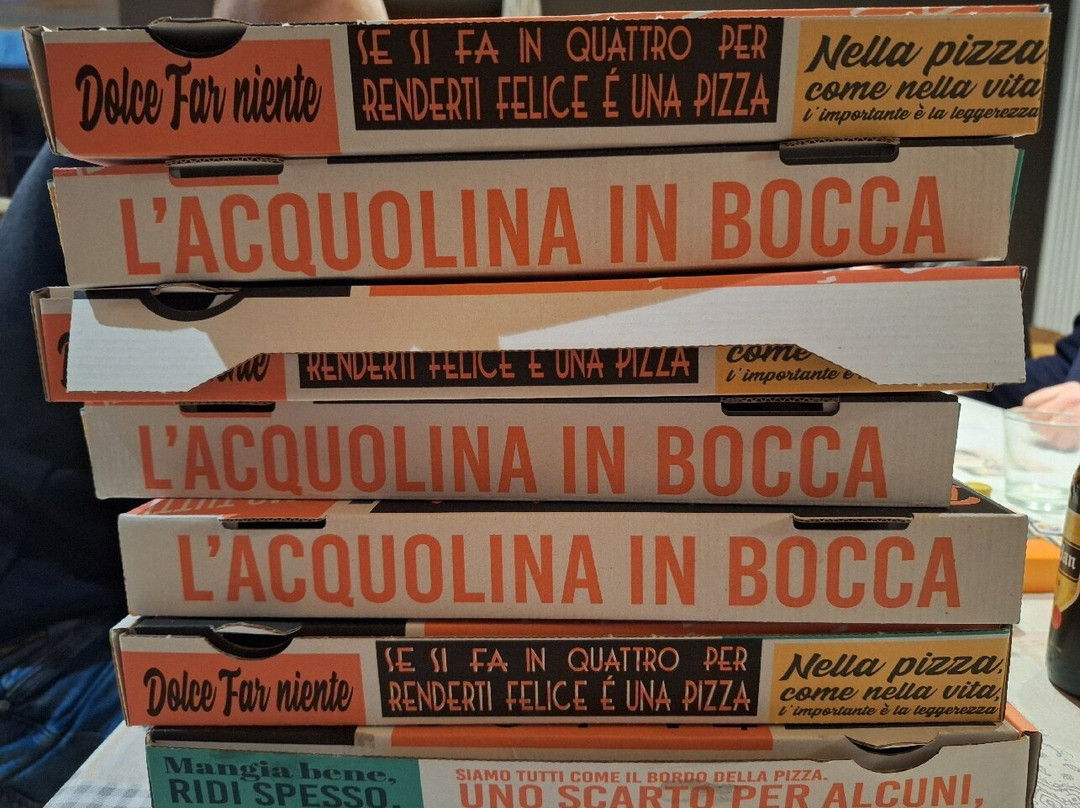 Dolce Far niente
SE SI FA IN QUATTRO PER
RENDERTI FELICE É UNA PIZZA
Nella pizza
come nella vita
l'importante è la leggerezza
L'ACQUOLINA IN BOCCA
RENDERTI FELICE É UNA PIZZA
come
l'importante è
L'ACQUOLINA IN BOCCA
L'ACQUOLINA IN BOCCA
Dolce Far niente
SE SI FA IN QUATTRO PER
RENDERTI FELICE É UNA PIZZA
Nella pizza,
come nella vita,
l'importante è la leggerezza
Mangia bene,
RIDI SPESSO,
SIAMO TUTTI COME IL BORDO DELLA PIZZA.
UNO SCARTO PER ALCUNI,